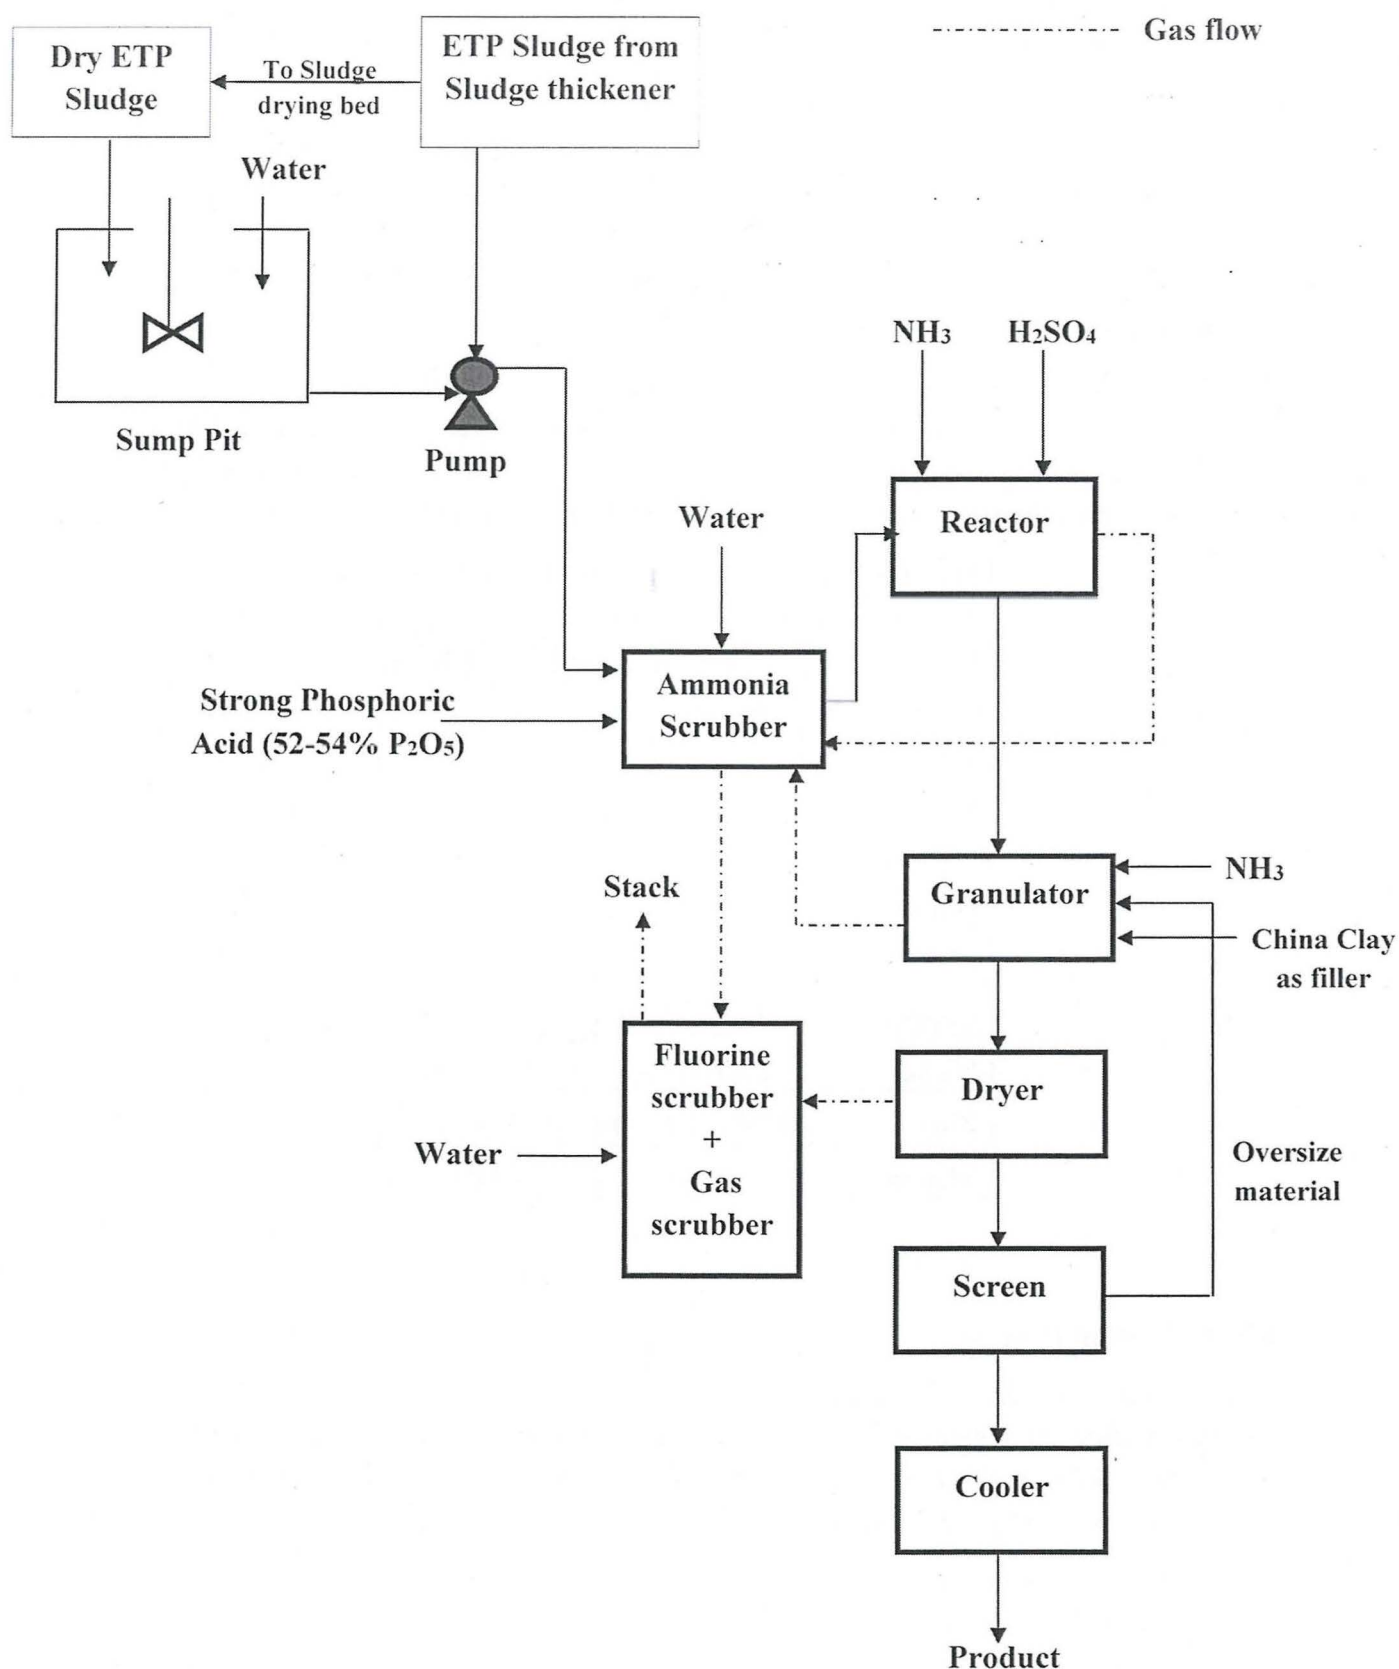 Gas flow
Dry ETP
Sludge
To Sludge
drying bed
ETP Sludge from
Sludge thickener
Water
Sump Pit
Pump
NH₃
H₂SO₄
Reactor
Water
Ammonia
Scrubber
Strong Phosphoric
Acid (52-54% P₂O₅)
Stack
Granulator
NH₃
China Clay
as filler
Fluorine
scrubber
+
Gas
scrubber
Dryer
Water
Oversize
material
Screen
Cooler
Product